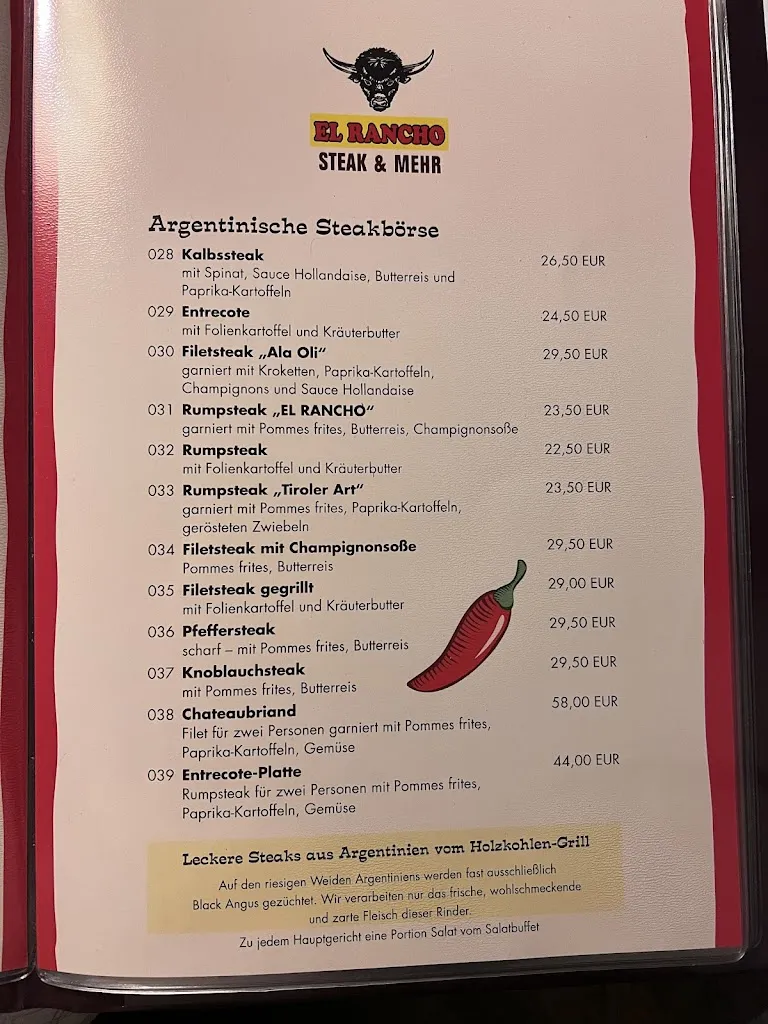 EL RANCHO
STEAK & MEHR
Argentinische Steakbörse
028 Kalbssteak 26,50 EUR
mit Spinat, Sauce Hollandaise, Butterreis und
Paprika-Kartoffeln
029 Entrecote 24,50 EUR
mit Folienkartoffel und Kräuterbutter
030 Filetsteak „Ala Oli“ 29,50 EUR
garniert mit Kroketten, Paprika-Kartoffeln,
Champignons und Sauce Hollandaise
031 Rumpsteak „EL RANCHO“ 23,50 EUR
garniert mit Pommes frites, Butterreis, Champignonsoße
032 Rumpsteak 22,50 EUR
mit Folienkartoffel und Kräuterbutter
033 Rumpsteak „Tiroler Art“ 23,50 EUR
garniert mit Pommes frites, Paprika-Kartoffeln,
gerösteten Zwiebeln
034 Filetsteak mit Champignonsoße 29,50 EUR
Pommes frites, Butterreis
035 Filetsteak gegrillt 29,00 EUR
mit Folienkartoffel und Kräuterbutter
036 Pfeffersteak 29,50 EUR
scharf – mit Pommes frites, Butterreis
037 Knoblauchsteak 29,50 EUR
mit Pommes frites, Butterreis
038 Chateaubriand 58,00 EUR
Filet für zwei Personen garniert mit Pommes frites,
Paprika-Kartoffeln, Gemüse
039 Entrecote-Platte 44,00 EUR
Rumpsteak für zwei Personen mit Pommes frites,
Paprika-Kartoffeln, Gemüse
Leckere Steaks aus Argentinien vom Holzkohlen-Grill
Auf den riesigen Weiden Argentiniens werden fast ausschließlich
Black Angus gezüchtet. Wir verarbeiten nur das frische, wohlschmeckende
und zarte Fleisch dieser Rinder.
Zu jedem Hauptgericht eine Portion Salat vom Salatbuffet